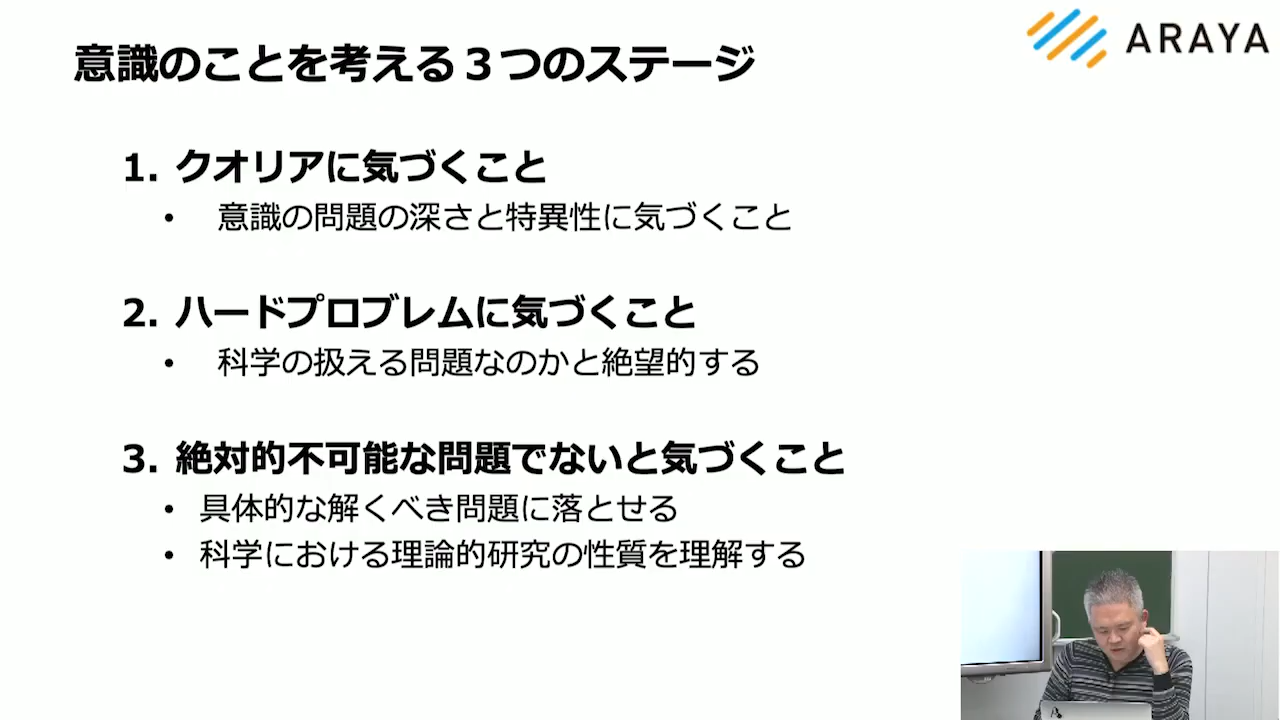 意識のことを考える３つのステージ
ARAYA
1. クオリアに気づくこと
• 意識の問題の深さと特異性に気づくこと
2. ハードプロブレムに気づくこと
• 科学の扱える問題なのかと絶望的する
3. 絶対的不可能な問題でないと気づくこと
• 具体的な解くべき問題に落とせる
• 科学における理論的研究の性質を理解する